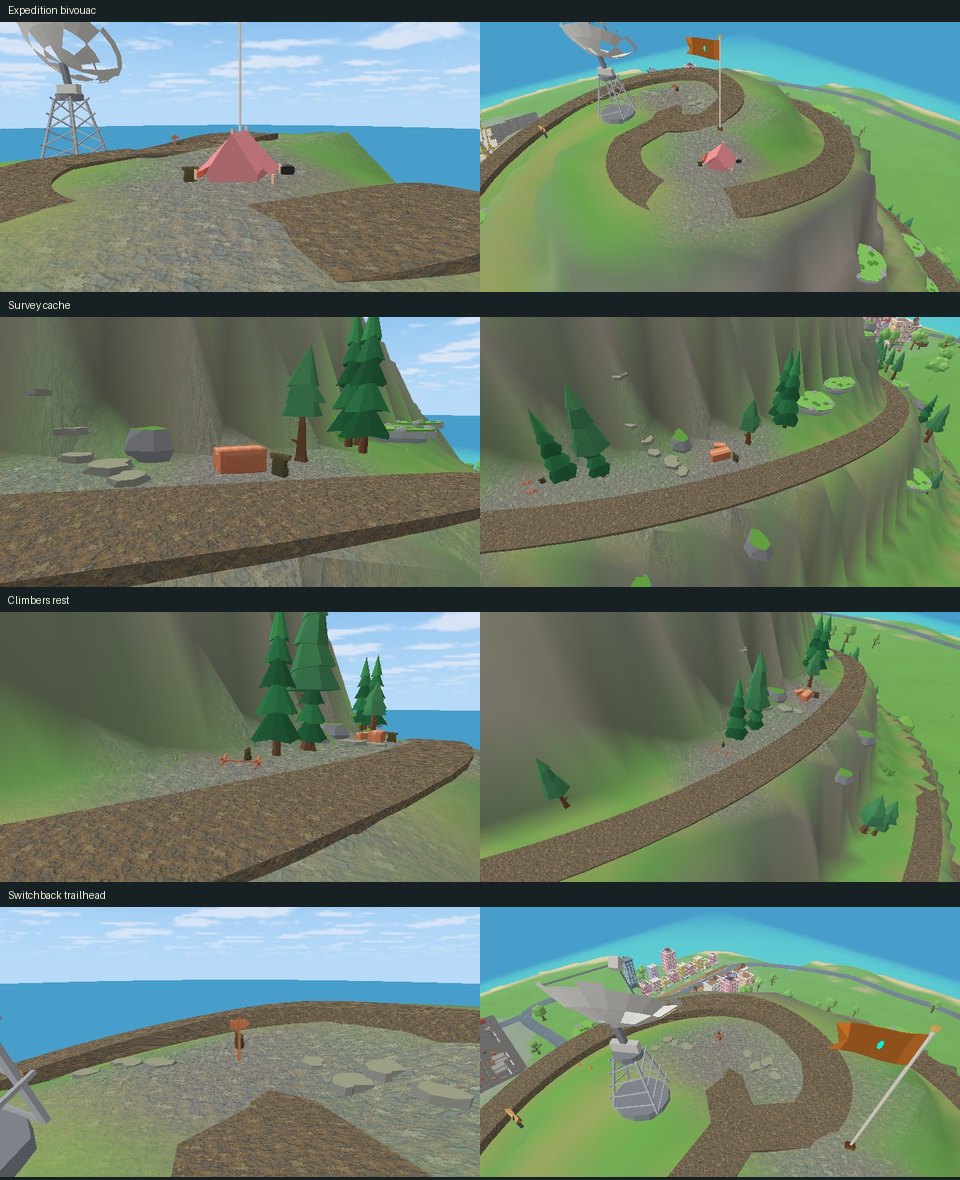 Expedition bivouac
Survey cache
Climbers rest
Switchback trailhead